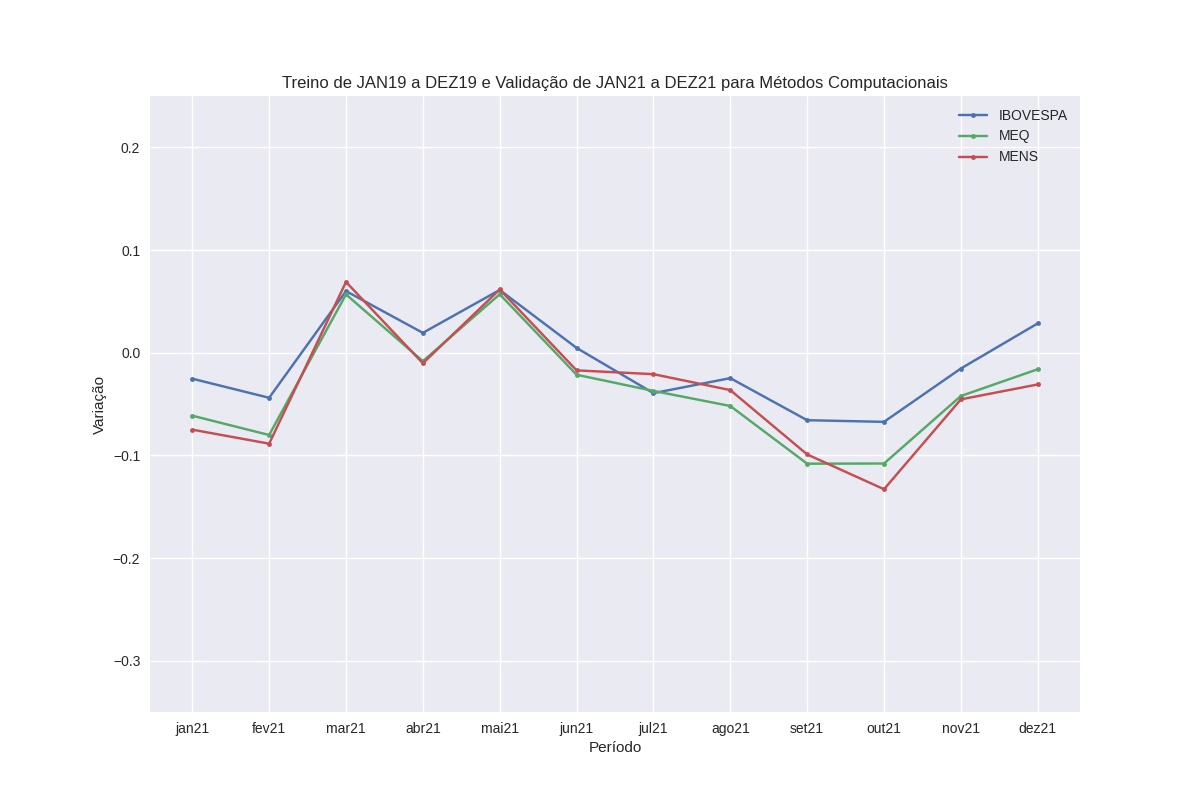 Treino de JAN19 a DEZ19 e Validação de JAN21 a DEZ21 para Métodos Computacionais
IBOVESPA
MEQ
MENS
0.2
0.1
0.0
−0.1
−0.2
−0.3
Variação
jan21 fev21 mar21 abr21 mai21 jun21 jul21 ago21 set21 out21 nov21 dez21
Período